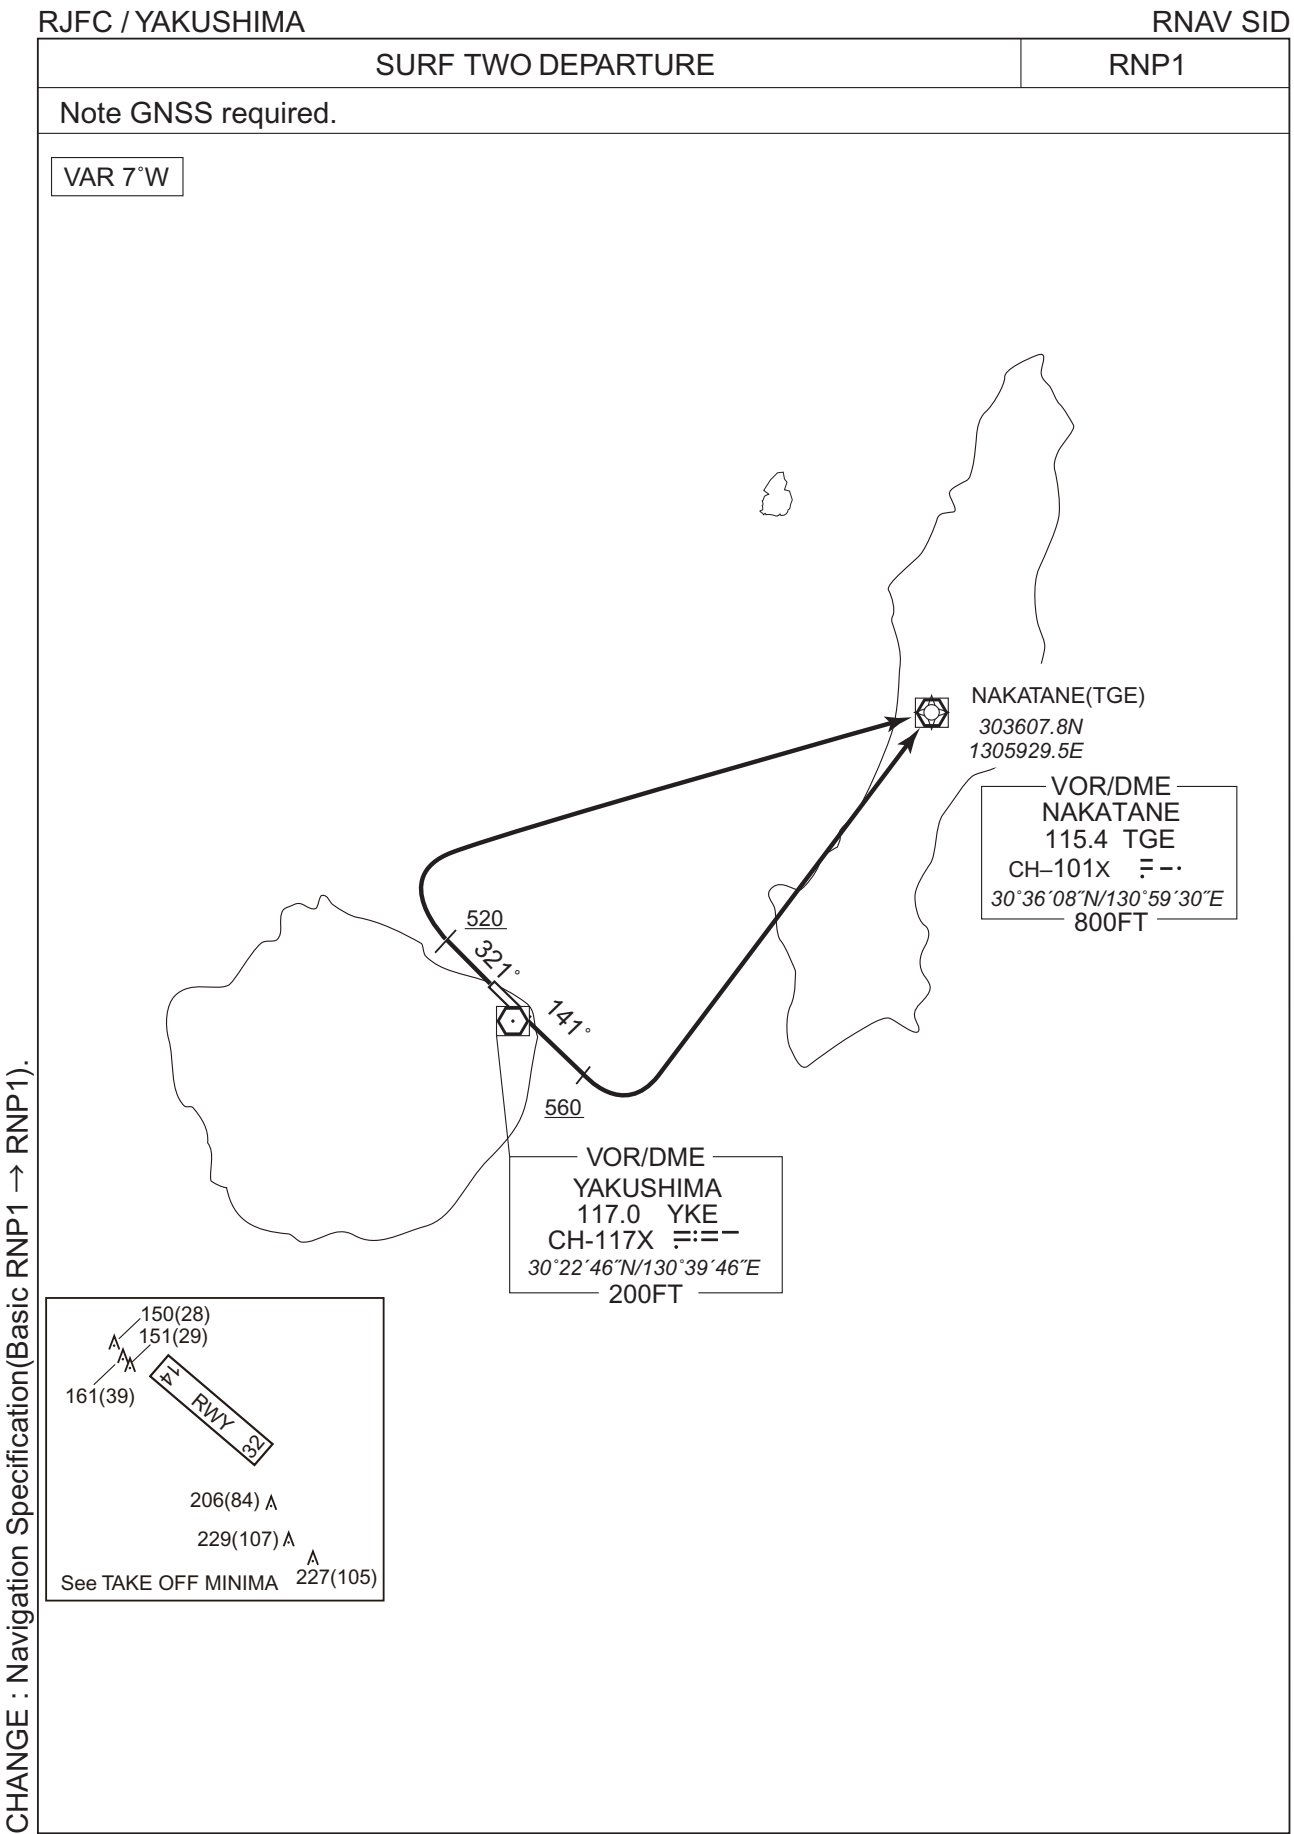 RJFC / YAKUSHIMA
RNAV SID
SURF TWO DEPARTURE
RNP1
Note GNSS required.
VAR 7˚W
NAKATANE(TGE)
303607.8N
1305929.5E
VOR/DME
NAKATANE
115.4 TGE
CH–101X
30˚36´08˝N/130˚59´30˝E
800FT
520
321˚
141˚
560
VOR/DME
YAKUSHIMA
117.0 YKE
CH-117X
30˚22´46˝N/130˚39´46˝E
200FT
150(28)
151(29)
161(39)
14 RWY 32
206(84)
229(107)
227(105)
See TAKE OFF MINIMA
CHANGE : Navigation Specification(Basic RNP1 → RNP1).